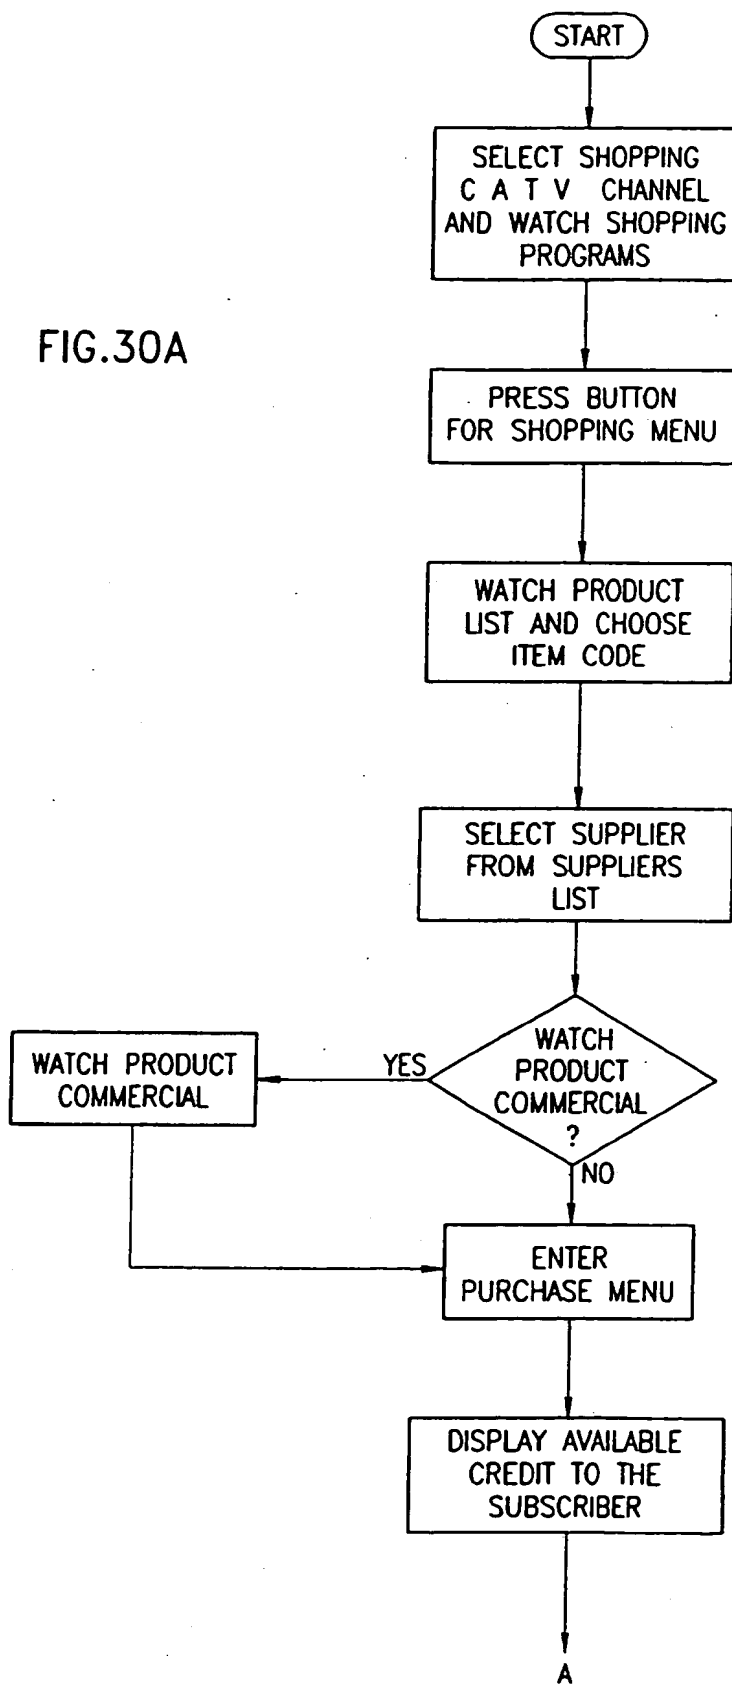 START
SELECT SHOPPING
C A T V CHANNEL
AND WATCH SHOPPING
PROGRAMS
FIG.30A
PRESS BUTTON
FOR SHOPPING MENU
WATCH PRODUCT
LIST AND CHOOSE
ITEM CODE
SELECT SUPPLIER
FROM SUPPLIERS
LIST
WATCH
PRODUCT
COMMERCIAL
?
YES
WATCH PRODUCT
COMMERCIAL
NO
ENTER
PURCHASE MENU
DISPLAY AVAILABLE
CREDIT TO THE
SUBSCRIBER
A